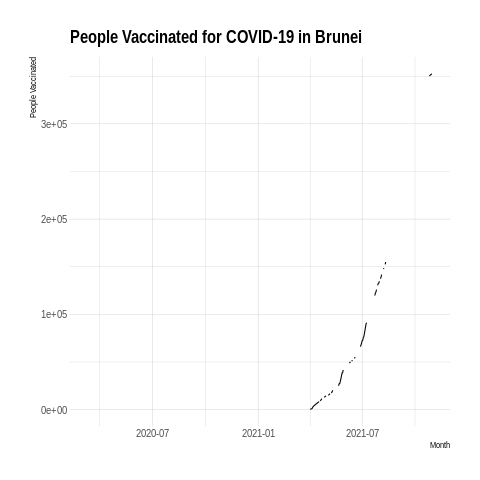 People Vaccinated for COVID-19 in Brunei
People Vaccinated
3e+05
2e+05
1e+05
0e+00
2020-07
2021-01
2021-07
Month